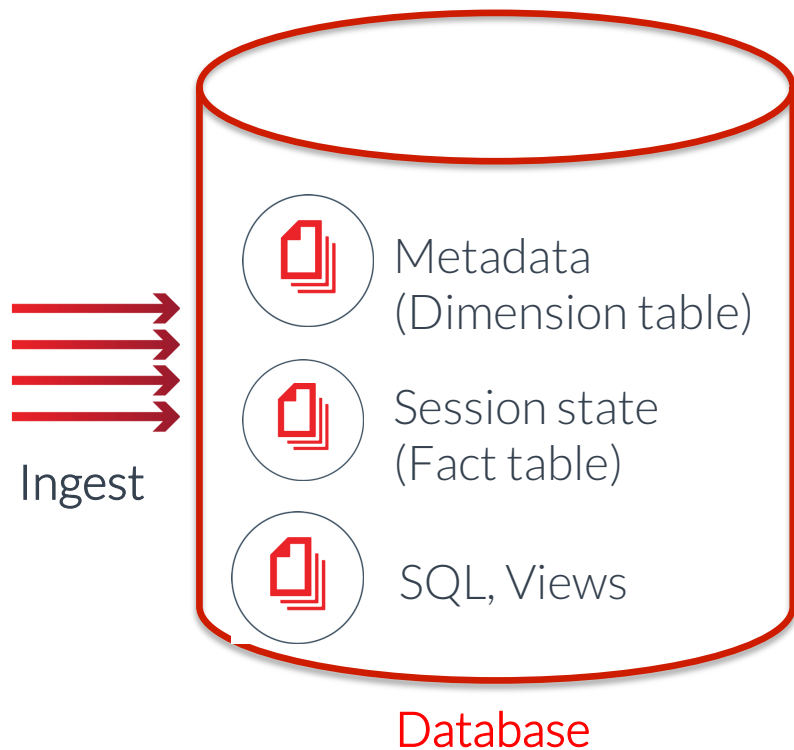 Metadata
(Dimension table)
Session state
(Fact table)
Ingest
SQL, Views
Database